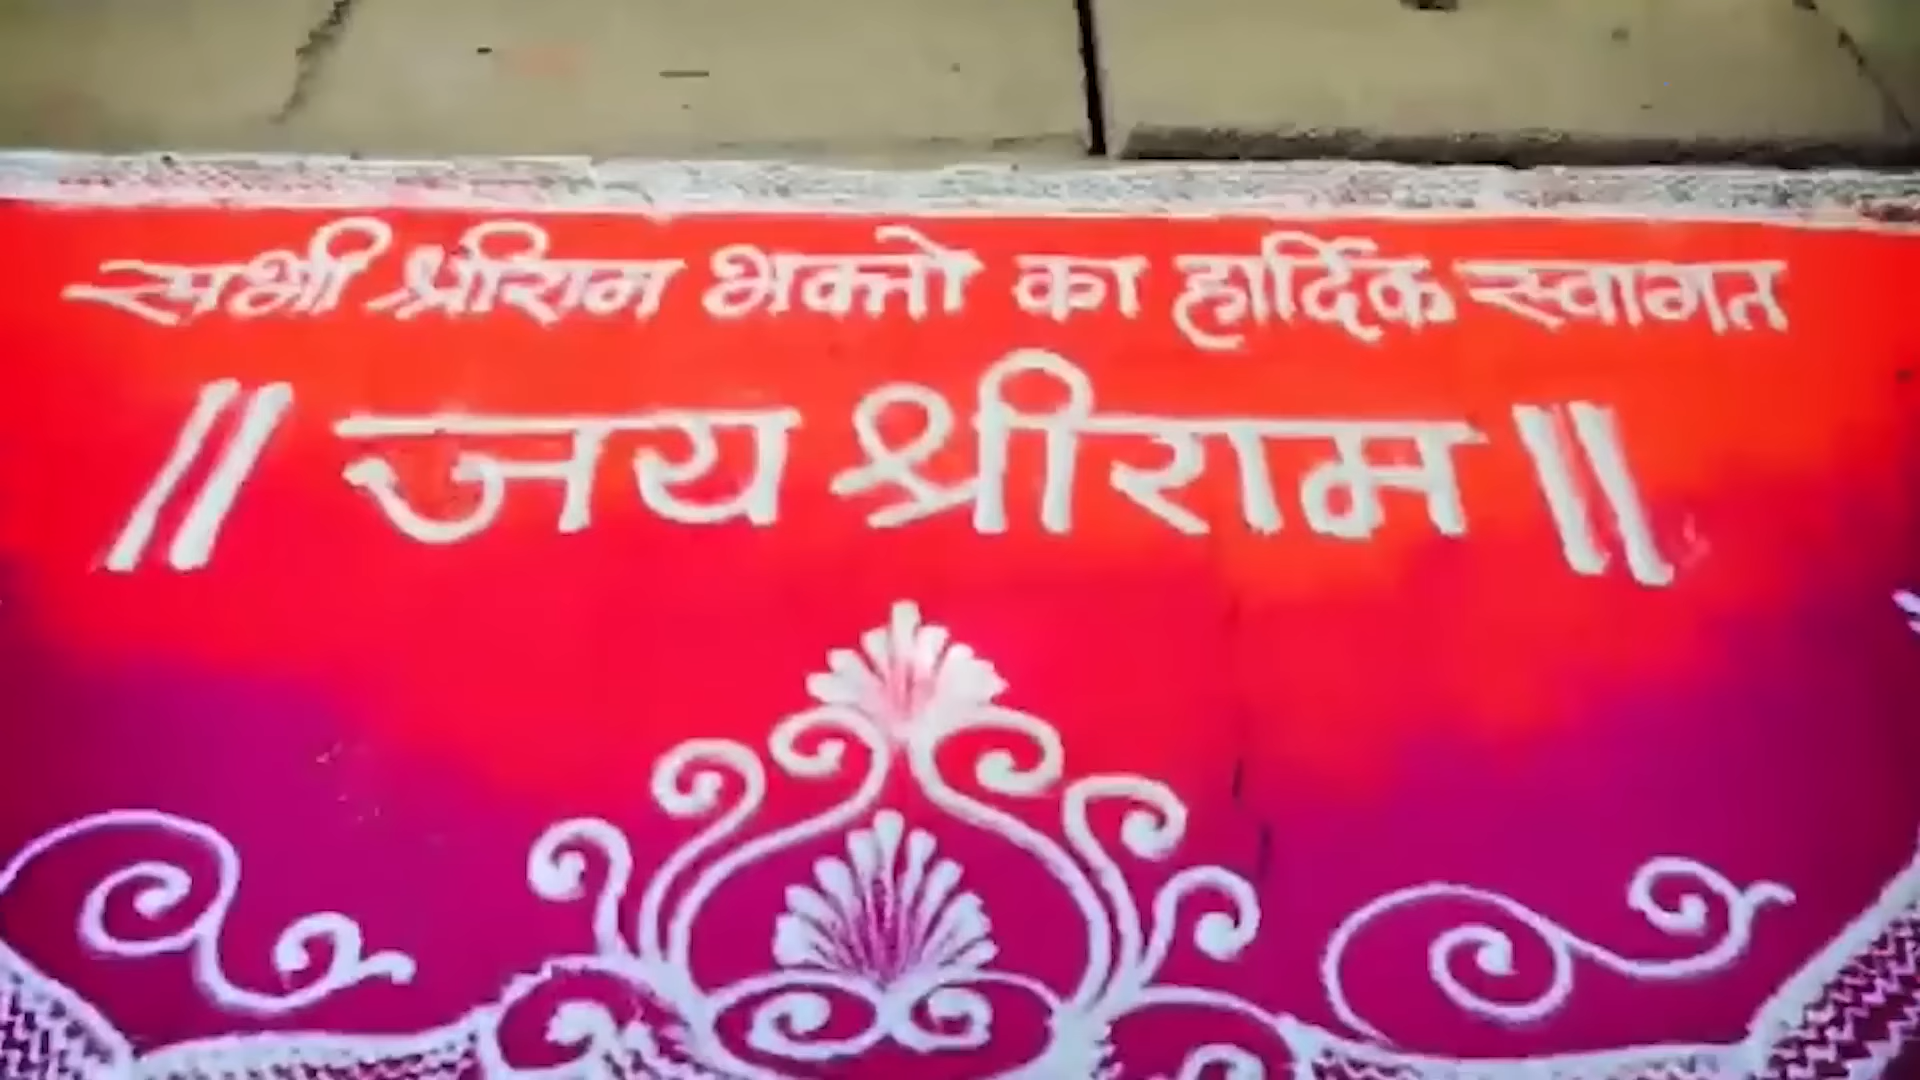 सभी श्रीराम भक्तो का हार्दिक स्वागत
॥ जय श्रीराम ॥